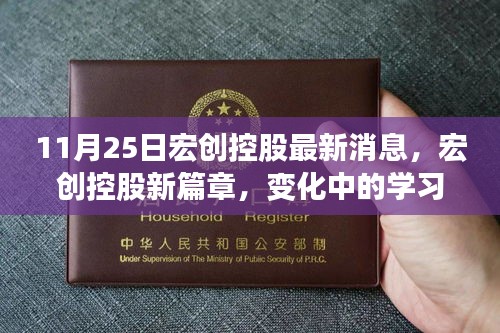 11月25日宏创控股最新消息，宏
创控股新篇章，变化中的学习
Household Register
中华人民共和国公安部制
Under Supervision of The Ministry of Public Security of P.R.C.